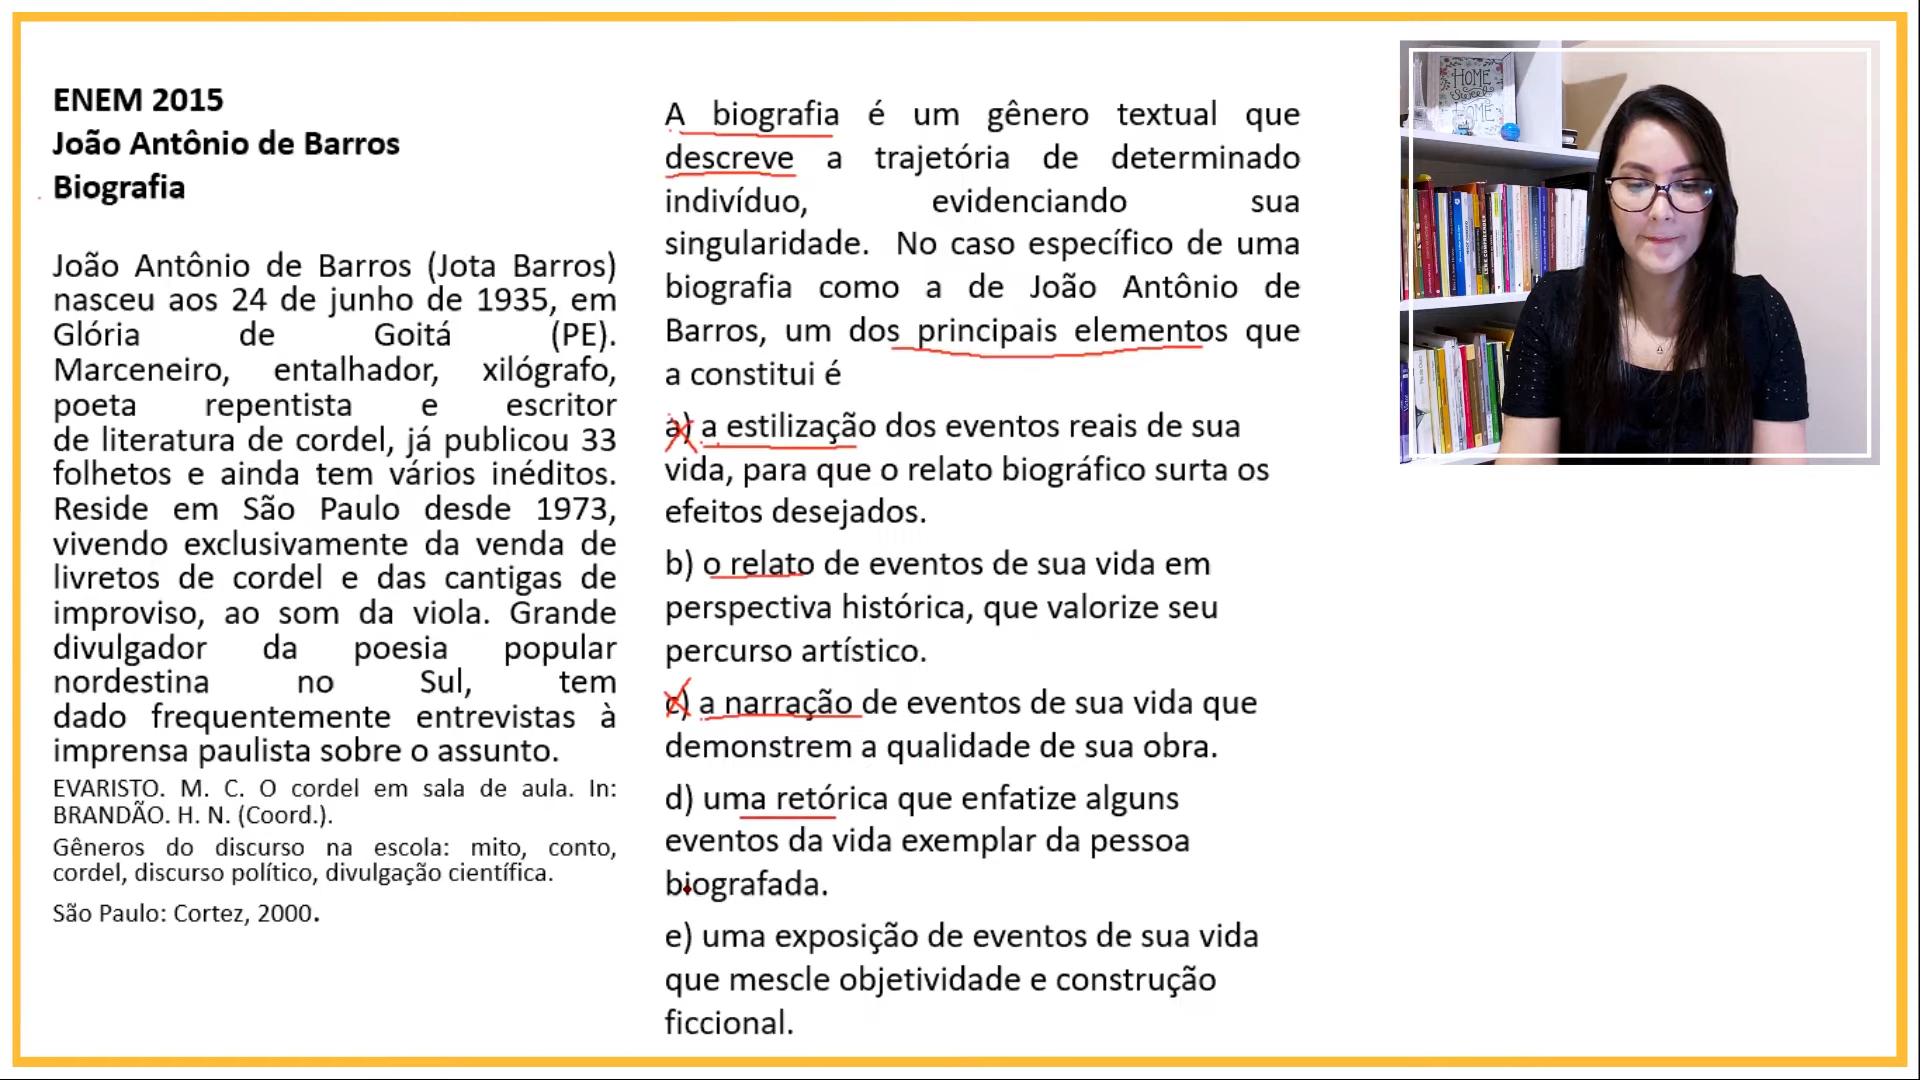 ENEM 2015
João Antônio de Barros
Biografia
João Antônio de Barros (Jota Barros)
nasceu aos 24 de junho de 1935, em
Glória de Goitá (PE).
Marceneiro, entalhador, xilógrafo,
poeta repentista e escritor
de literatura de cordel, já publicou 33
folhetos e ainda tem vários inéditos.
Reside em São Paulo desde 1973,
vivendo exclusivamente da venda de
livretos de cordel e das cantigas de
improviso, ao som da viola. Grande
divulgador da poesia popular
nordestina no Sul, tem
dado frequentemente entrevistas à
imprensa paulista sobre o assunto.
EVARISTO. M. C. O cordel em sala de aula. In:
BRANDÃO. H. N. (Coord.).
Gêneros do discurso na escola: mito, conto,
cordel, discurso político, divulgação científica.
São Paulo: Cortez, 2000.
A biografia é um gênero textual que
descreve a trajetória de determinado
indivíduo, evidenciando sua
singularidade. No caso específico de uma
biografia como a de João Antônio de
Barros, um dos principais elementos que
a constitui é
a) a estilização dos eventos reais de sua
vida, para que o relato biográfico surta os
efeitos desejados.
b) o relato de eventos de sua vida em
perspectiva histórica, que valorize seu
percurso artístico.
c) a narração de eventos de sua vida que
demonstrem a qualidade de sua obra.
d) uma retórica que enfatize alguns
eventos da vida exemplar da pessoa
biografada.
e) uma exposição de eventos de sua vida
que mescle objetividade e construção
ficcional.
HOME
Sweet
HOME